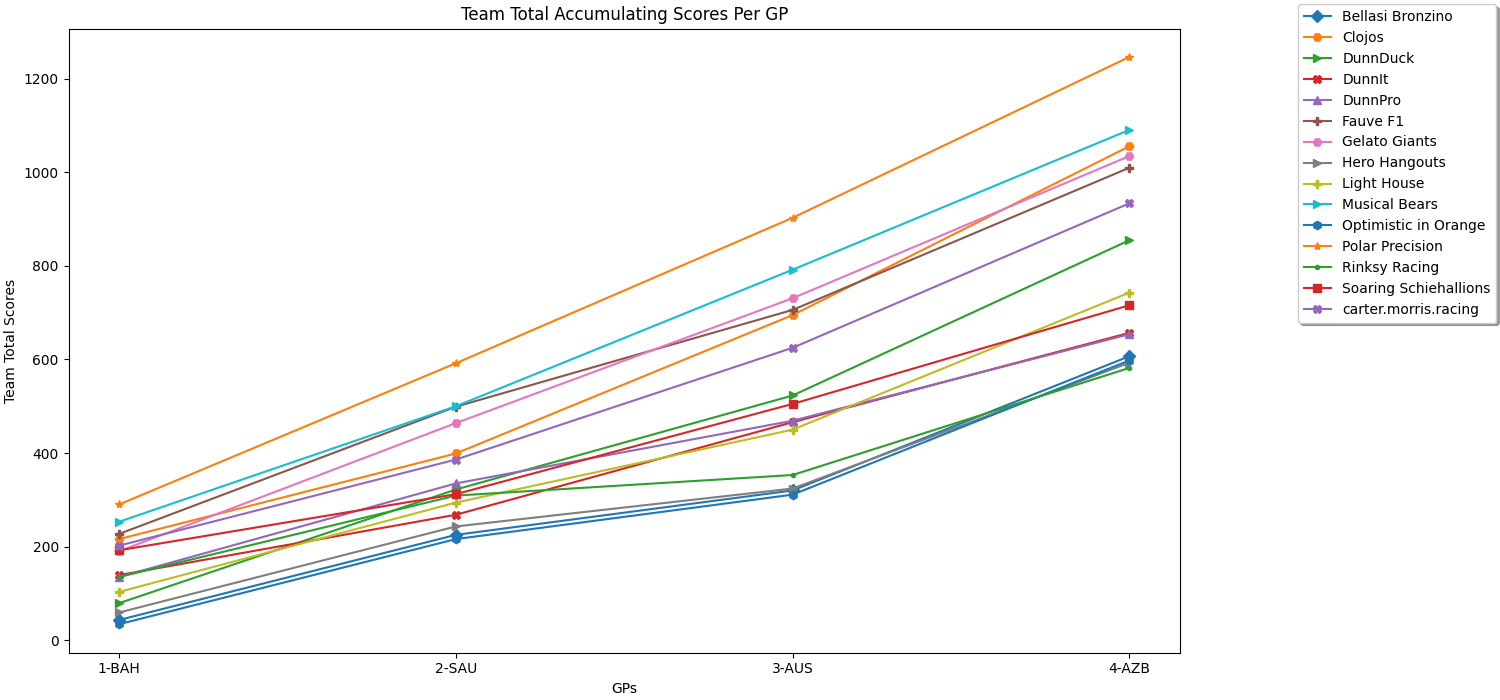 Team Total Accumulating Scores Per GP
Team Total Scores
1200
1000
800
600
400
200
0
1-BAH
2-SAU
3-AUS
4-AZB
GPs
Bellasi Bronzino
Clojos
DunnDuck
DunnIt
DunnPro
Fauve F1
Gelato Giants
Hero Hangouts
Light House
Musical Bears
Optimistic in Orange
Polar Precision
Rinksy Racing
Soaring Schiehallions
carter.morris.racing